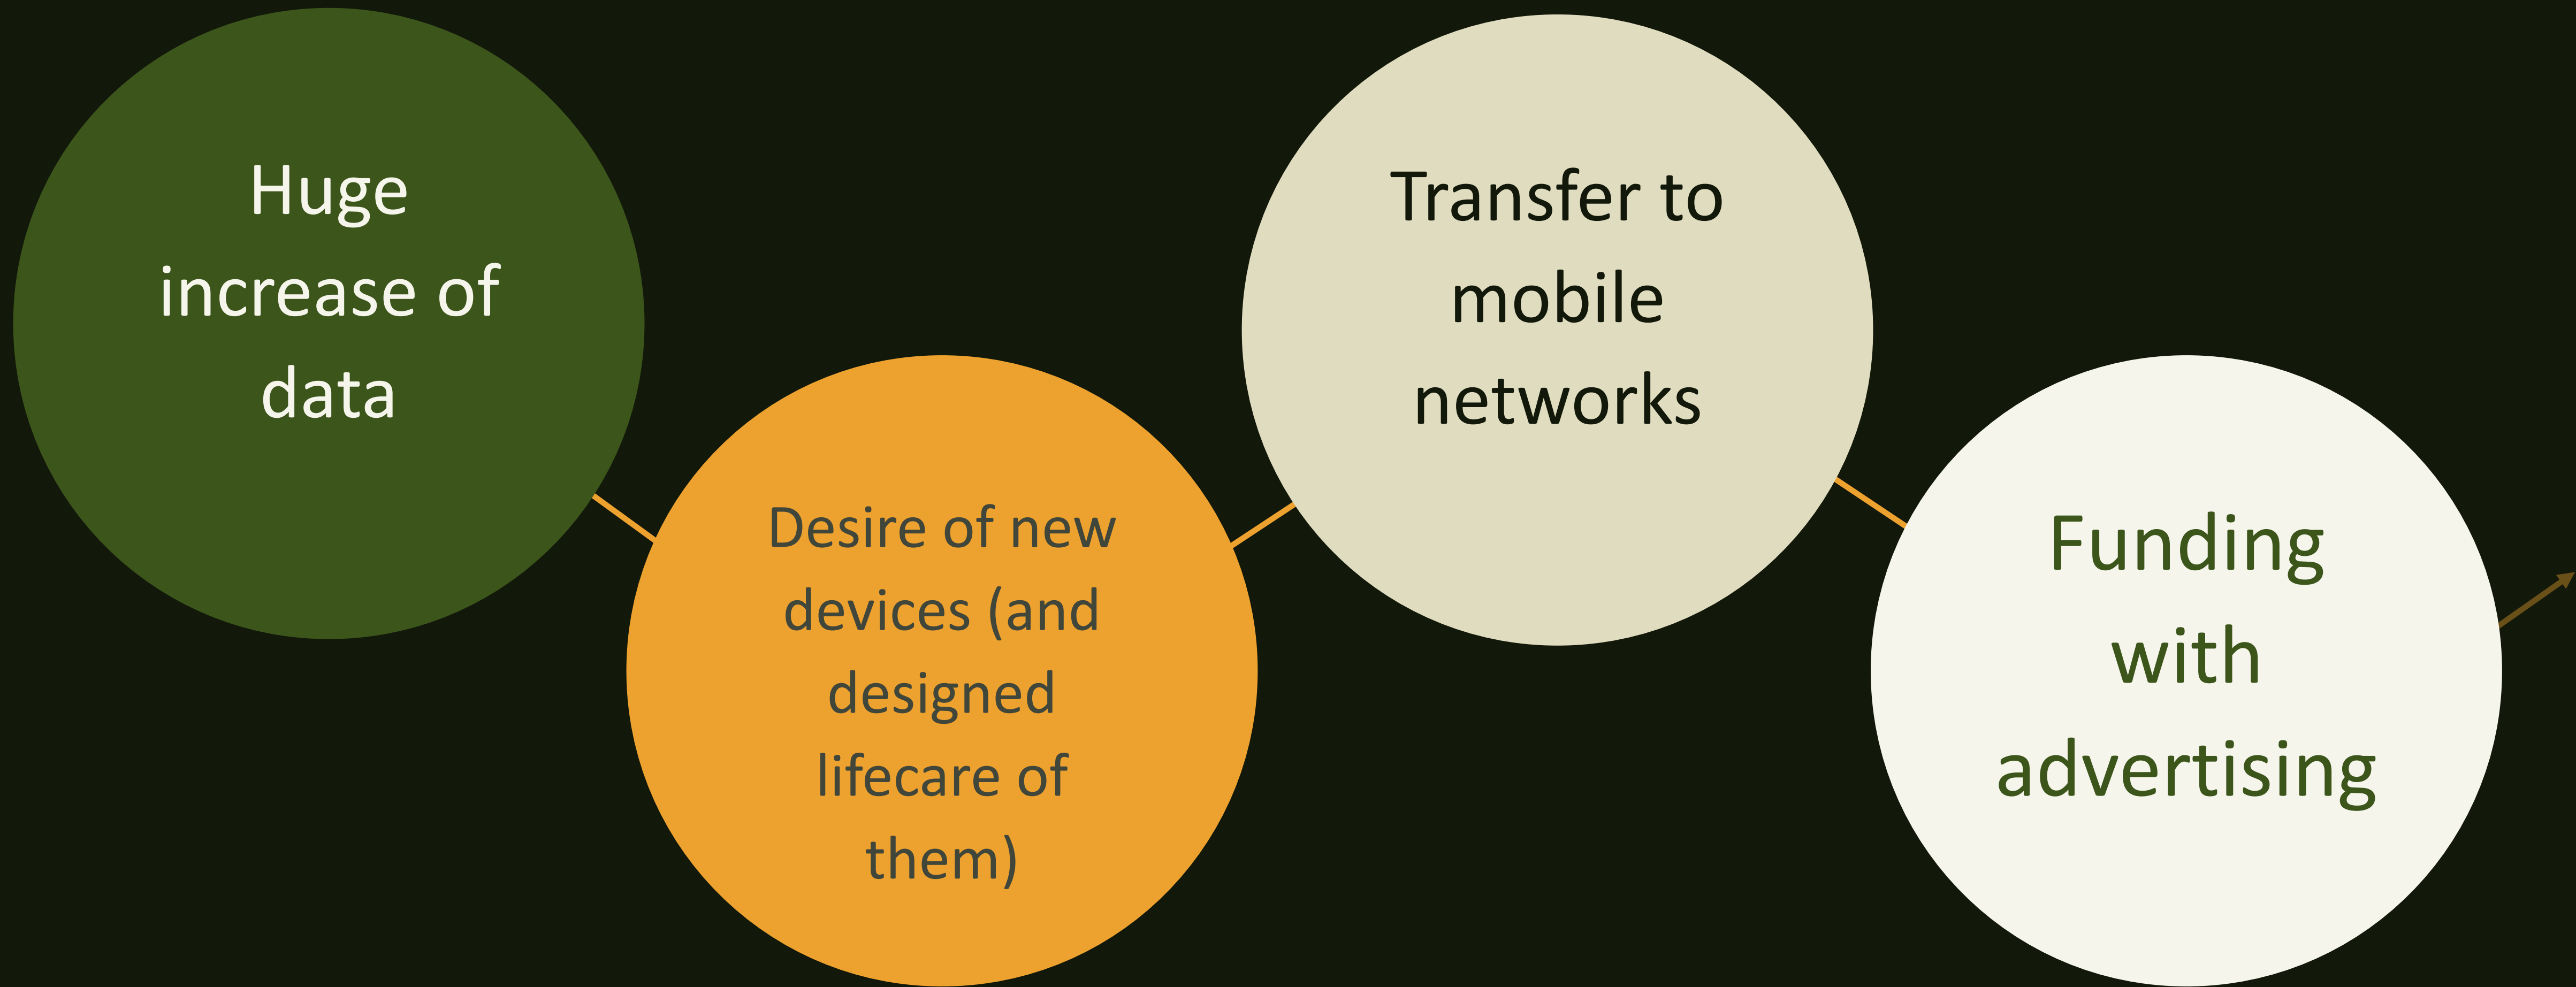 Huge
increase of
data
Desire of new
devices (and
designed
lifecare of
them)
Transfer to
mobile
networks
Funding
with
advertising